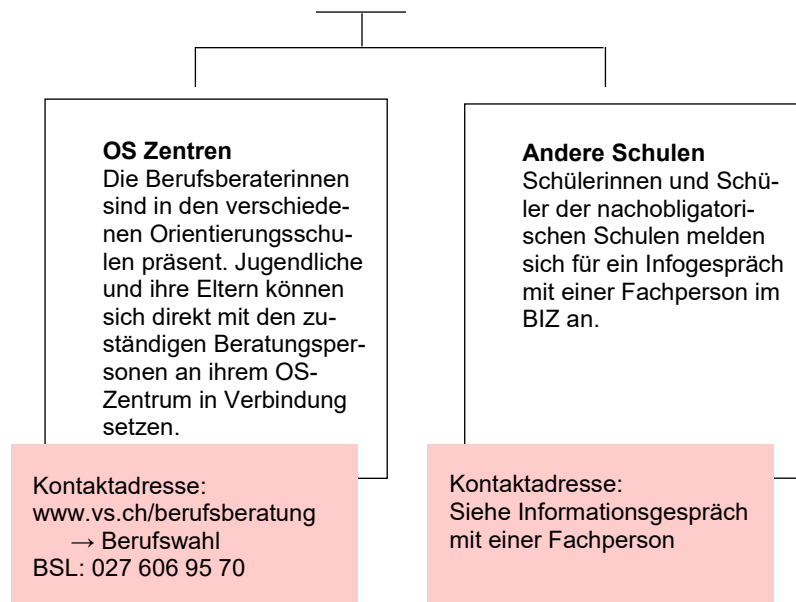 OS Zentren
Die Berufsberaterinnen
sind in den verschiede-
nen Orientierungsschu-
len präsent. Jugendliche
und ihre Eltern können
sich direkt mit den zu-
ständigen Beratungsper-
sonen an ihrem OS-
Zentrum in Verbindung
setzen.
Kontaktadresse:
www.vs.ch/berufsberatung
→ Berufswahl
BSL: 027 606 95 70
Andere Schulen
Schülerinnen und Schü-
ler der nachobligatori-
schen Schulen melden
sich für ein Infogespräch
mit einer Fachperson im
BIZ an.
Kontaktadresse:
Siehe Informationsgespräch
mit einer Fachperson